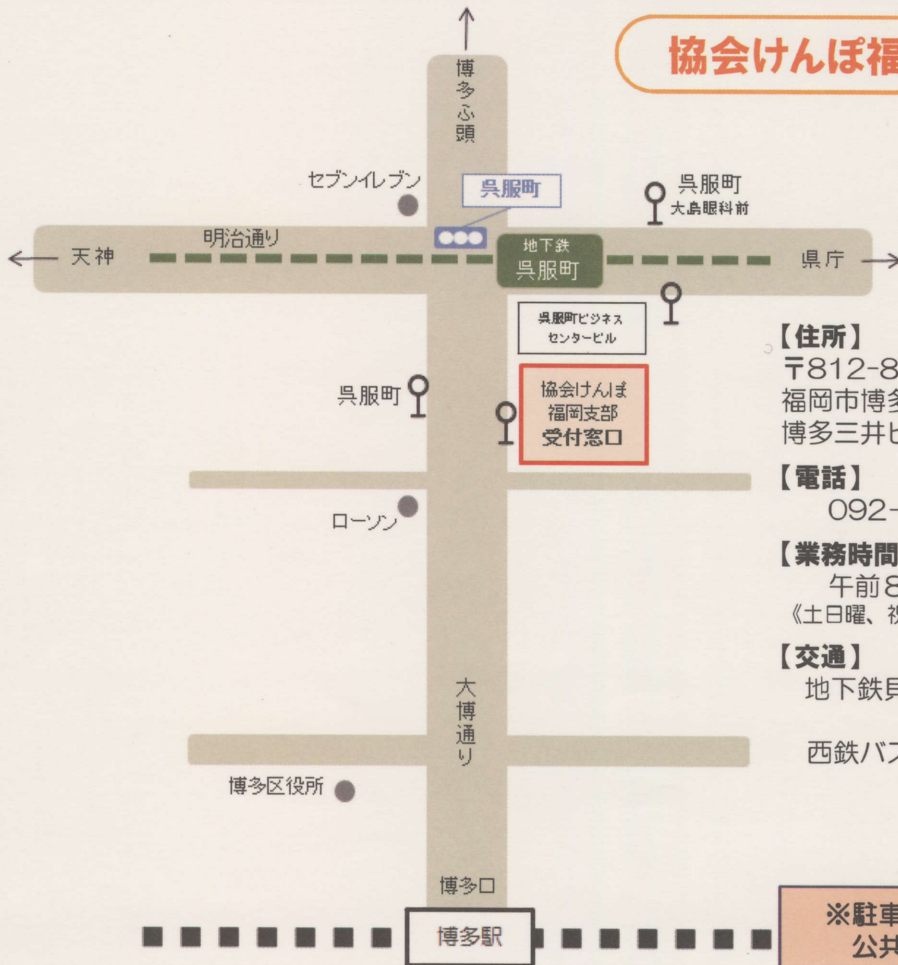 協会けんぽ福
博多ふ頭
セブンイレブン
呉服町
呉服町
大島眼科前
天神
明治通り
地下鉄
呉服町
県庁
呉服町ビジネス
センタービル
呉服町
協会けんぽ
福岡支部
受付窓口
ローソン
大博通り
博多区役所
博多口
博多駅
【住所】
〒812-8
福岡市博多
博多三井ビ
【電話】
092-
【業務時間
午前8
《土日曜、祝
【交通】
地下鉄貝
西鉄バス
※駐車
公共